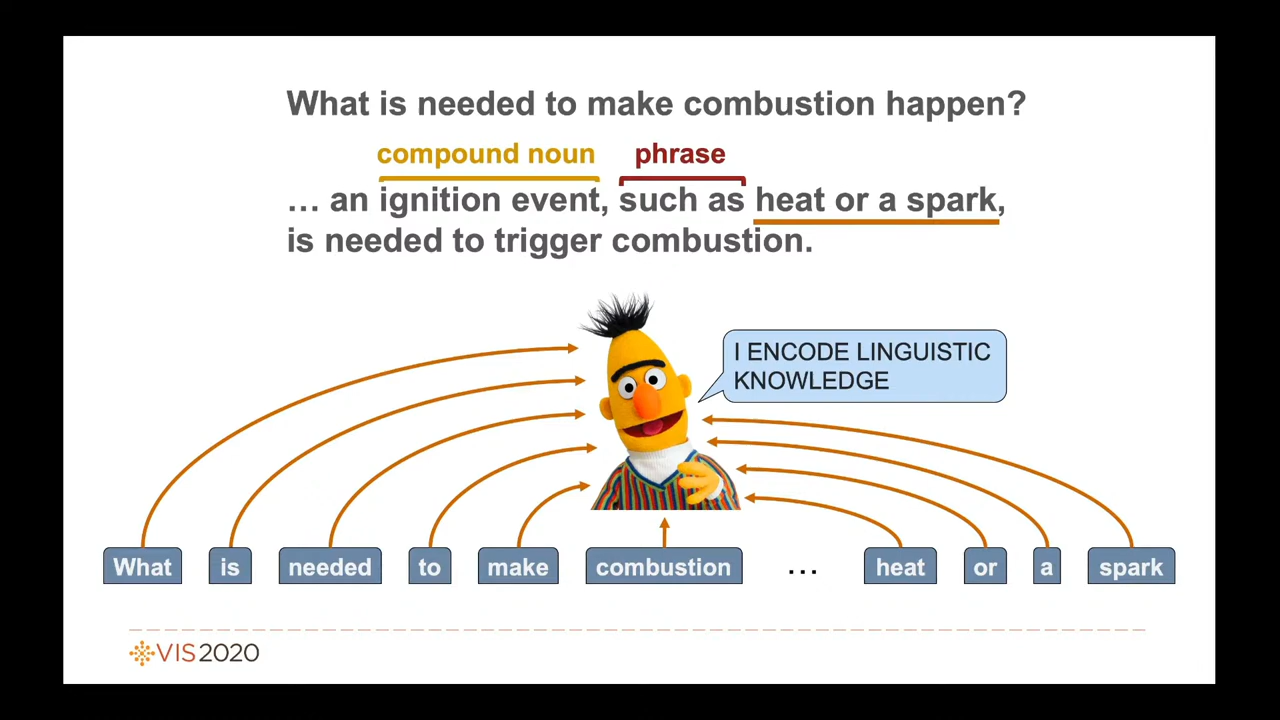 What is needed to make combustion happen?
compound noun phrase
… an ignition event, such as heat or a spark,
is needed to trigger combustion.
I ENCODE LINGUISTIC
KNOWLEDGE
What is needed to make combustion ... heat or a spark
VIS2020